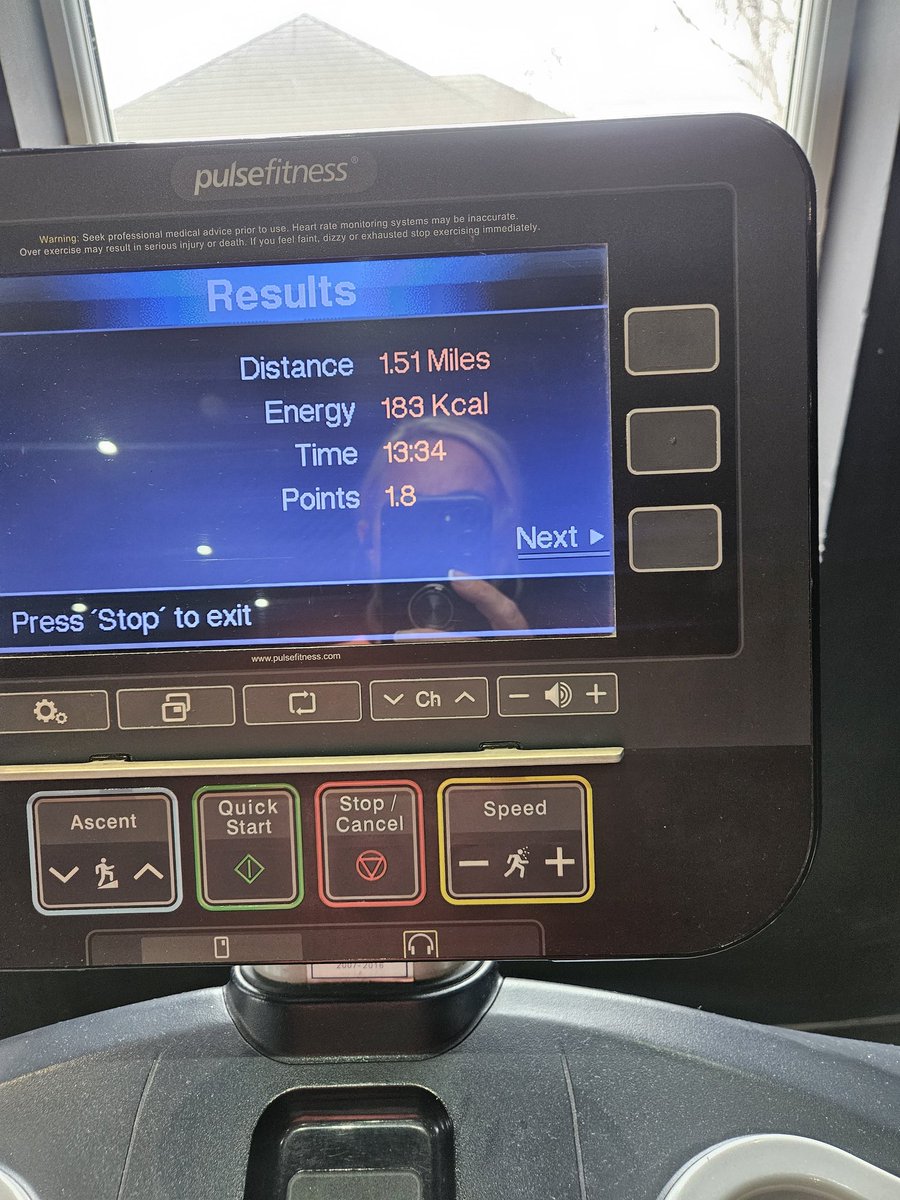 pulsefitness®
Warning: Seek professional medical advice prior to use. Heart rate monitoring systems may be inaccurate.
Over exercise may result in serious injury or death. If you feel faint, dizzy or exhausted stop exercising immediately.
Results
Distance 1.51 Miles
Energy 183 Kcal
Time 13:34
Points 1.8
Next ▶
Press ´Stop´ to exit
www.pulsefitness.com
Ch
Ascent
Quick
Start
Stop /
Cancel
Speed
2007-2016